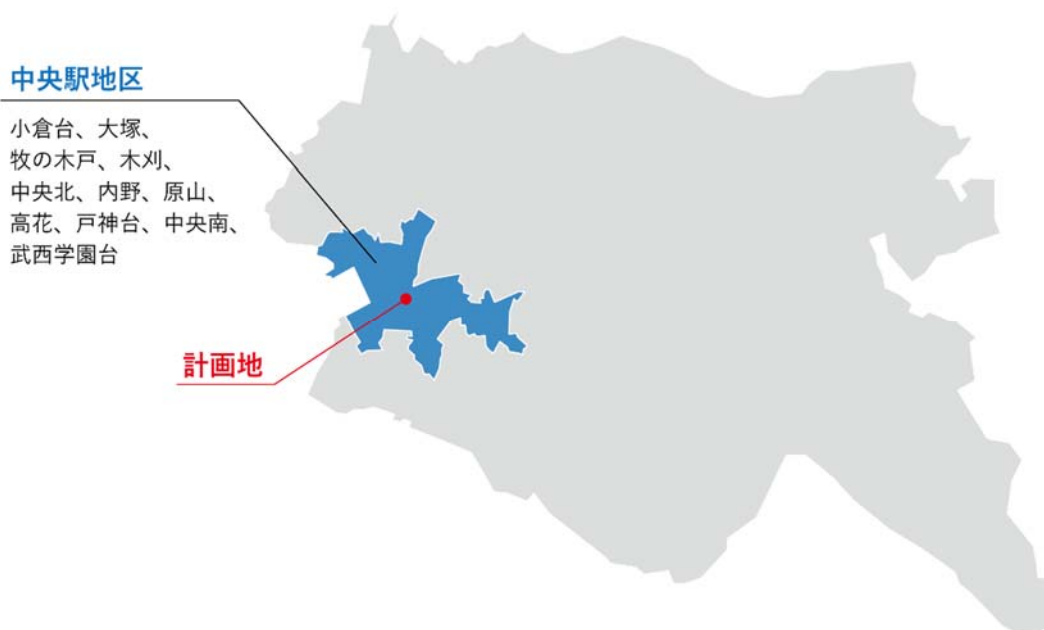 中央駅地区
小倉台、大塚、
牧の木戸、木刈、
中央北、内野、原山、
高花、戸神台、中央南、
武西学園台
計画地